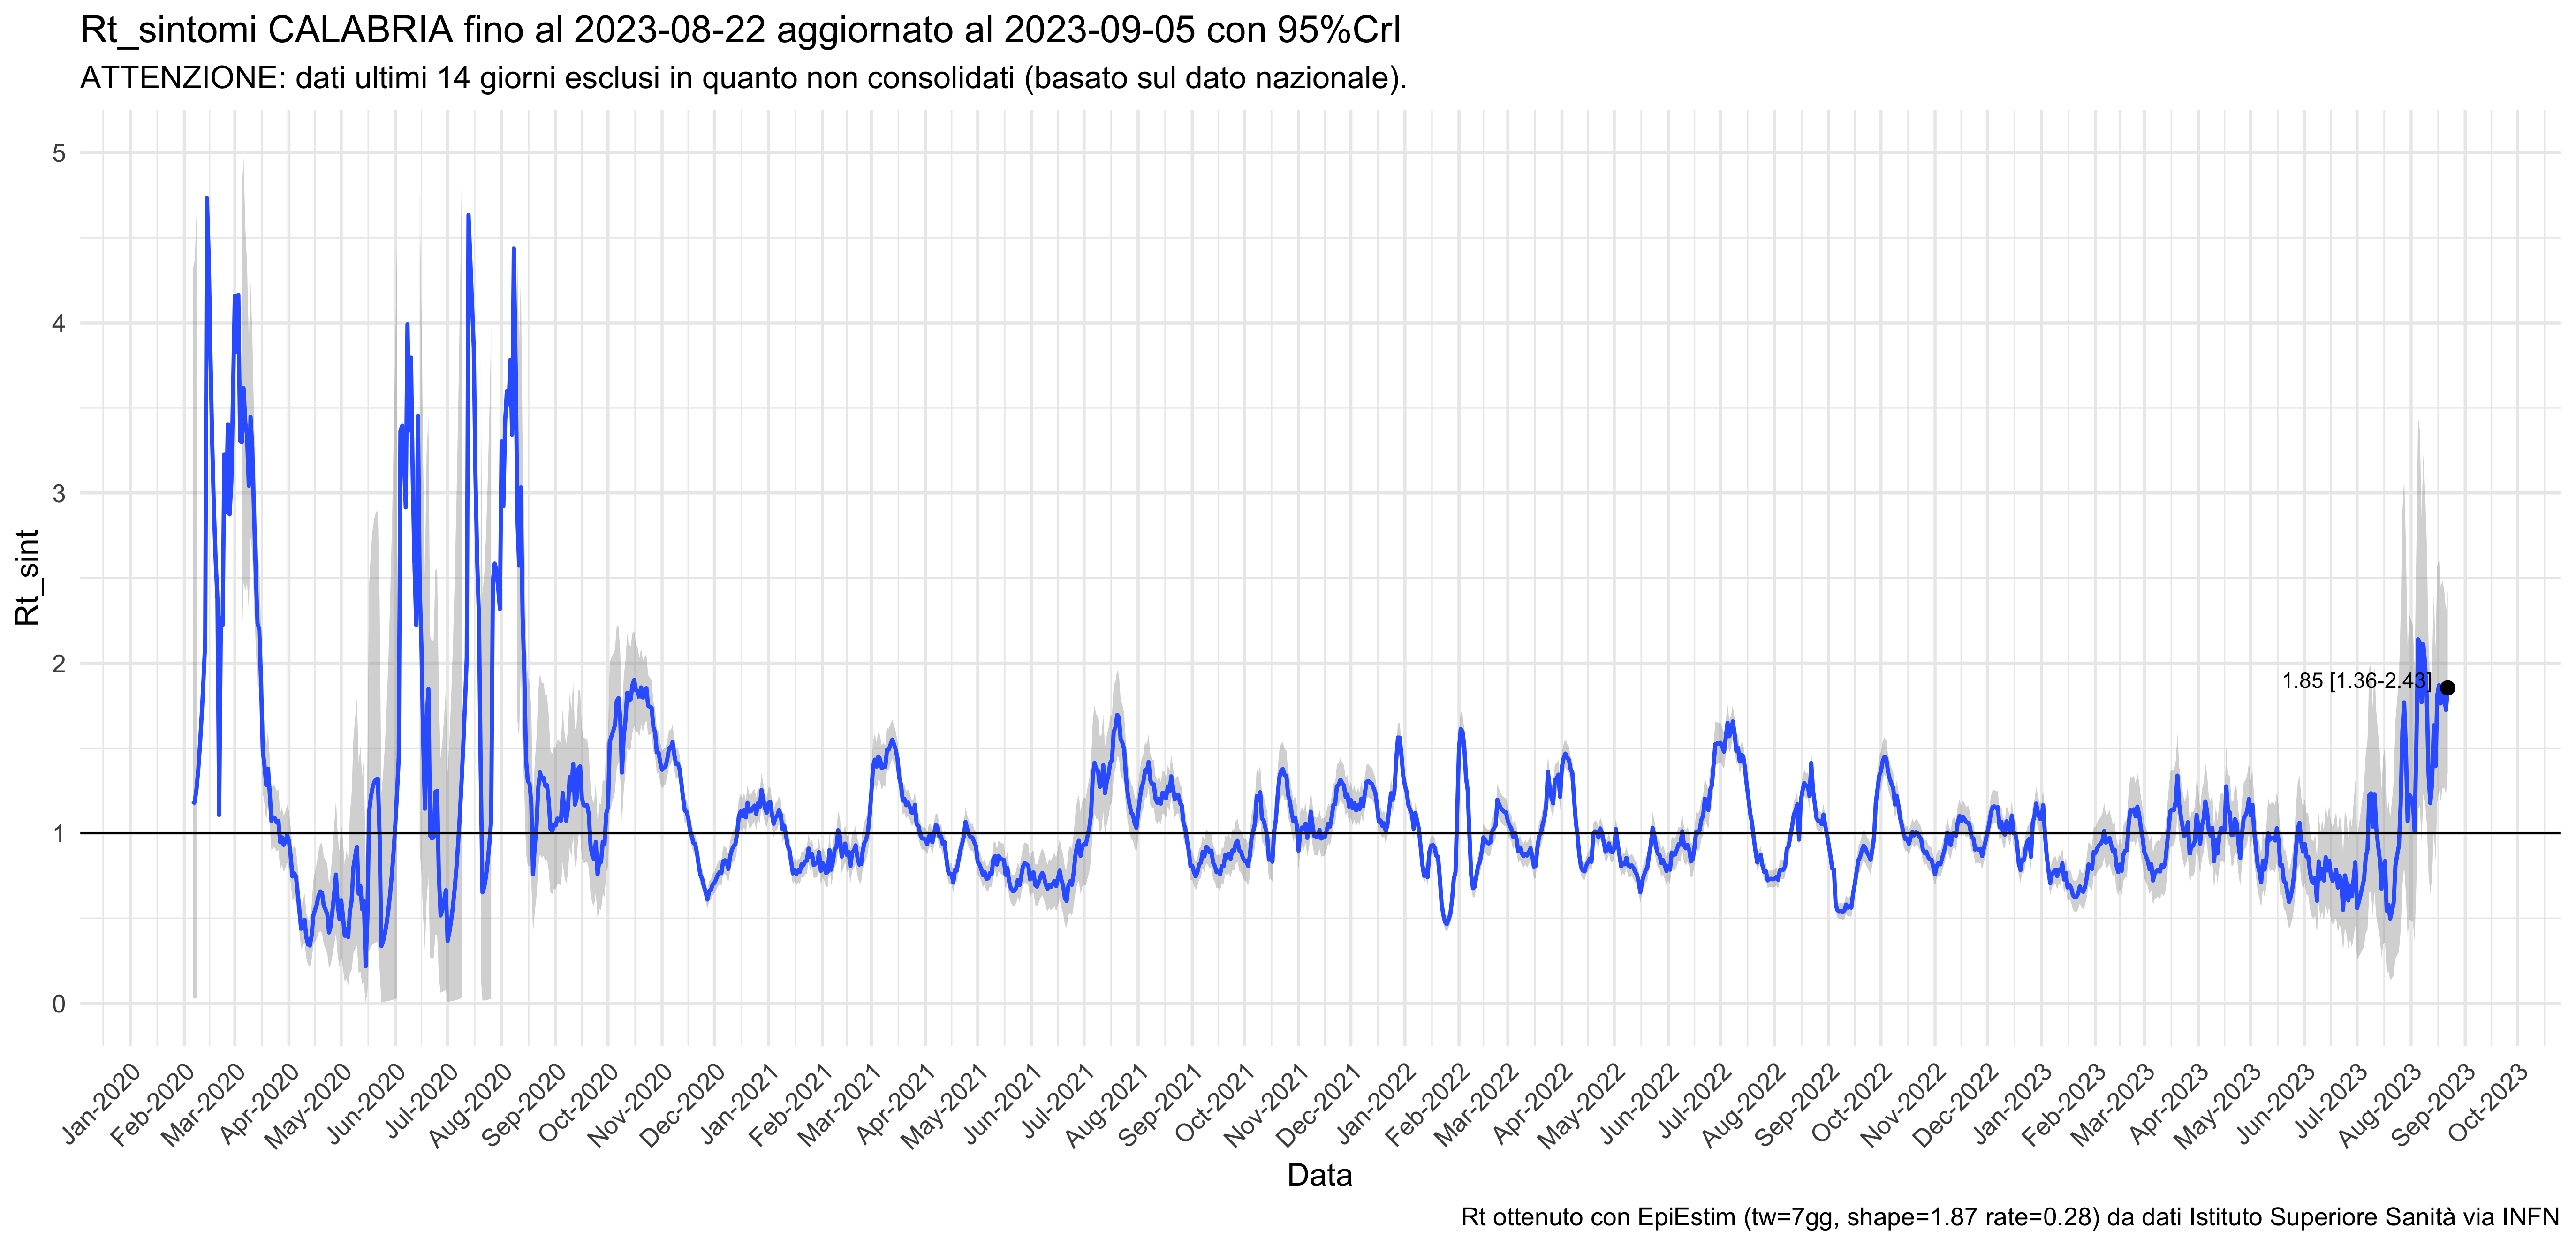 Rt_sintomi CALABRIA fino al 2023-08-22 aggiornato al 2023-09-05 con 95%CrI
ATTENZIONE: dati ultimi 14 giorni esclusi in quanto non consolidati (basato sul dato nazionale).
5
4
3
2
1
0
Rt_sint
1.85 [1.36-2.43]
Jan-2020
Feb-2020
Mar-2020
Apr-2020
May-2020
Jun-2020
Jul-2020
Aug-2020
Sep-2020
Oct-2020
Nov-2020
Dec-2020
Jan-2021
Feb-2021
Mar-2021
Apr-2021
May-2021
Jun-2021
Jul-2021
Aug-2021
Sep-2021
Oct-2021
Nov-2021
Dec-2021
Jan-2022
Feb-2022
Mar-2022
Apr-2022
May-2022
Jun-2022
Jul-2022
Aug-2022
Sep-2022
Oct-2022
Nov-2022
Dec-2022
Jan-2023
Feb-2023
Mar-2023
Apr-2023
May-2023
Jun-2023
Jul-2023
Aug-2023
Sep-2023
Oct-2023
Data
Rt ottenuto con EpiEstim (tw=7gg, shape=1.87 rate=0.28) da dati Istituto Superiore Sanità via INFN